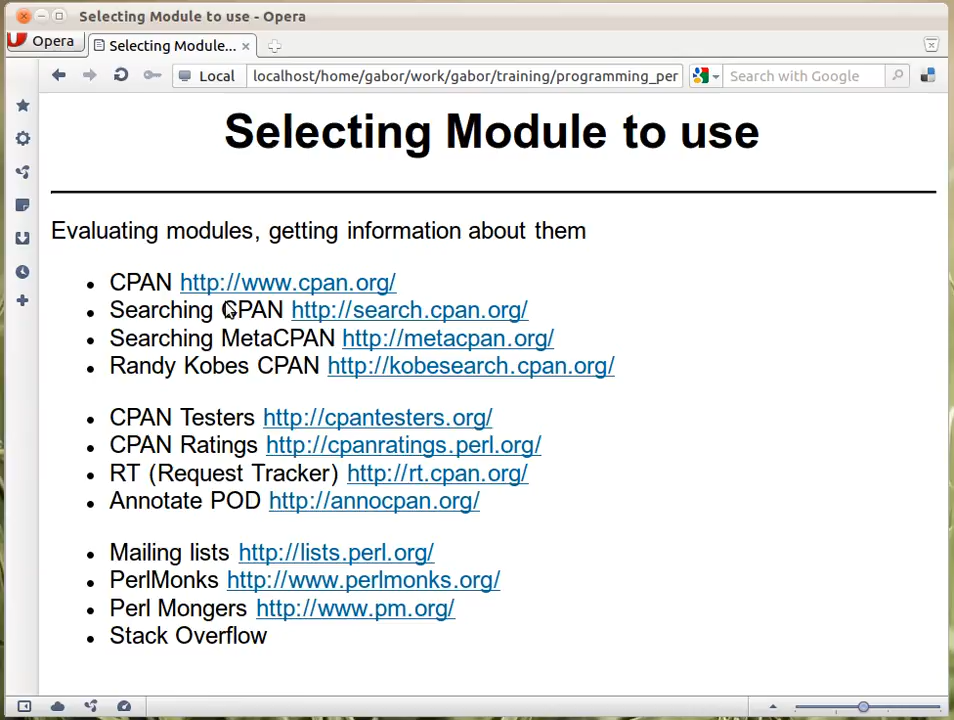 Selecting Module to use - Opera
Opera
Selecting Module...
Local
localhost/home/gabor/work/gabor/training/programming_per
Search with Google
Selecting Module to use
Evaluating modules, getting information about them
CPAN http://www.cpan.org/
Searching CPAN http://search.cpan.org/
Searching MetaCPAN http://metacpan.org/
Randy Kobes CPAN http://kobesearch.cpan.org/
CPAN Testers http://cpantesters.org/
CPAN Ratings http://cpanratings.perl.org/
RT (Request Tracker) http://rt.cpan.org/
Annotate POD http://annocpan.org/
Mailing lists http://lists.perl.org/
PerlMonks http://www.perlmonks.org/
Perl Mongers http://www.pm.org/
Stack Overflow